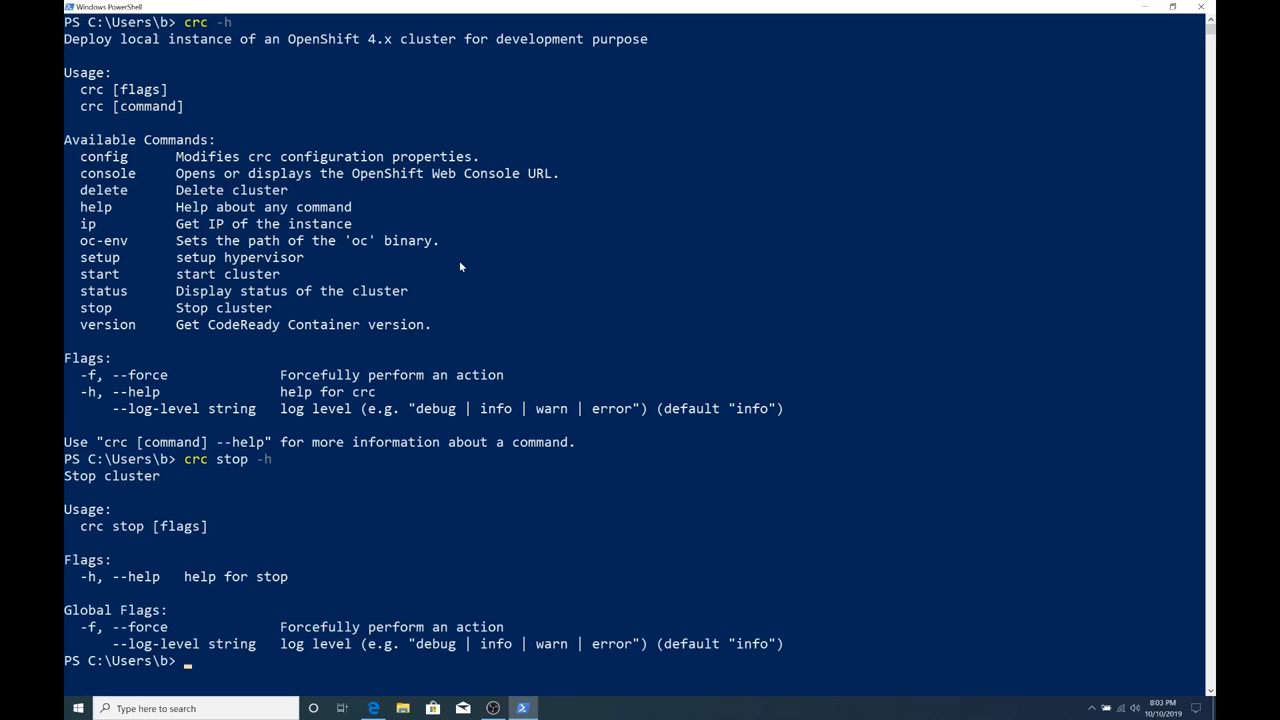 Windows PowerShell
PS C:\Users\b> crc -h
Deploy local instance of an OpenShift 4.x cluster for development purpose
Usage:
  crc [flags]
  crc [command]
Available Commands:
  config      Modifies crc configuration properties.
  console     Opens or displays the OpenShift Web Console URL.
  delete      Delete cluster
  help        Help about any command
  ip          Get IP of the instance
  oc-env      Sets the path of the 'oc' binary.
  setup       setup hypervisor
  start       start cluster
  status      Display status of the cluster
  stop        Stop cluster
  version     Get CodeReady Container version.
Flags:
  -f, --force              Forcefully perform an action
  -h, --help               help for crc
      --log-level string   log level (e.g. "debug | info | warn | error") (default "info")
Use "crc [command] --help" for more information about a command.
PS C:\Users\b> crc stop -h
Stop cluster
Usage:
  crc stop [flags]
Flags:
  -h, --help   help for stop
Global Flags:
  -f, --force              Forcefully perform an action
      --log-level string   log level (e.g. "debug | info | warn | error") (default "info")
PS C:\Users\b>
Type here to search
8:03 PM
10/10/2019